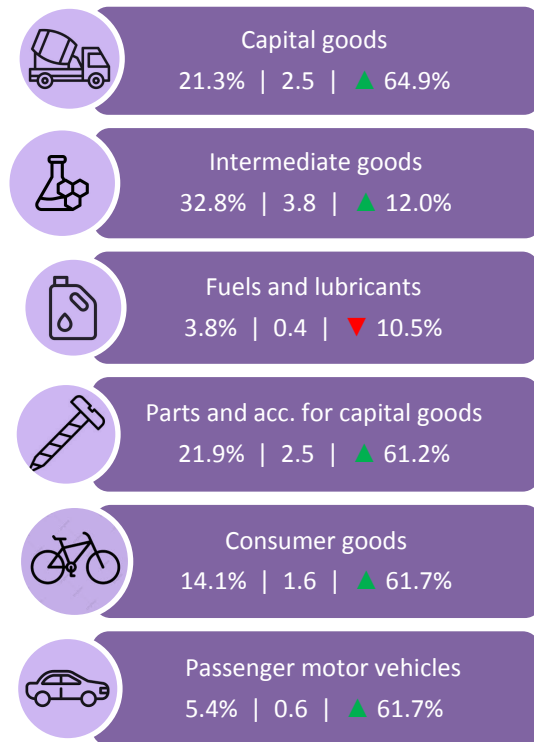 Capital goods
21.3% | 2.5 | ▲ 64.9%
Intermediate goods
32.8% | 3.8 | ▲ 12.0%
Fuels and lubricants
3.8% | 0.4 | ▼ 10.5%
Parts and acc. for capital goods
21.9% | 2.5 | ▲ 61.2%
Consumer goods
14.1% | 1.6 | ▲ 61.7%
Passenger motor vehicles
5.4% | 0.6 | ▲ 61.7%